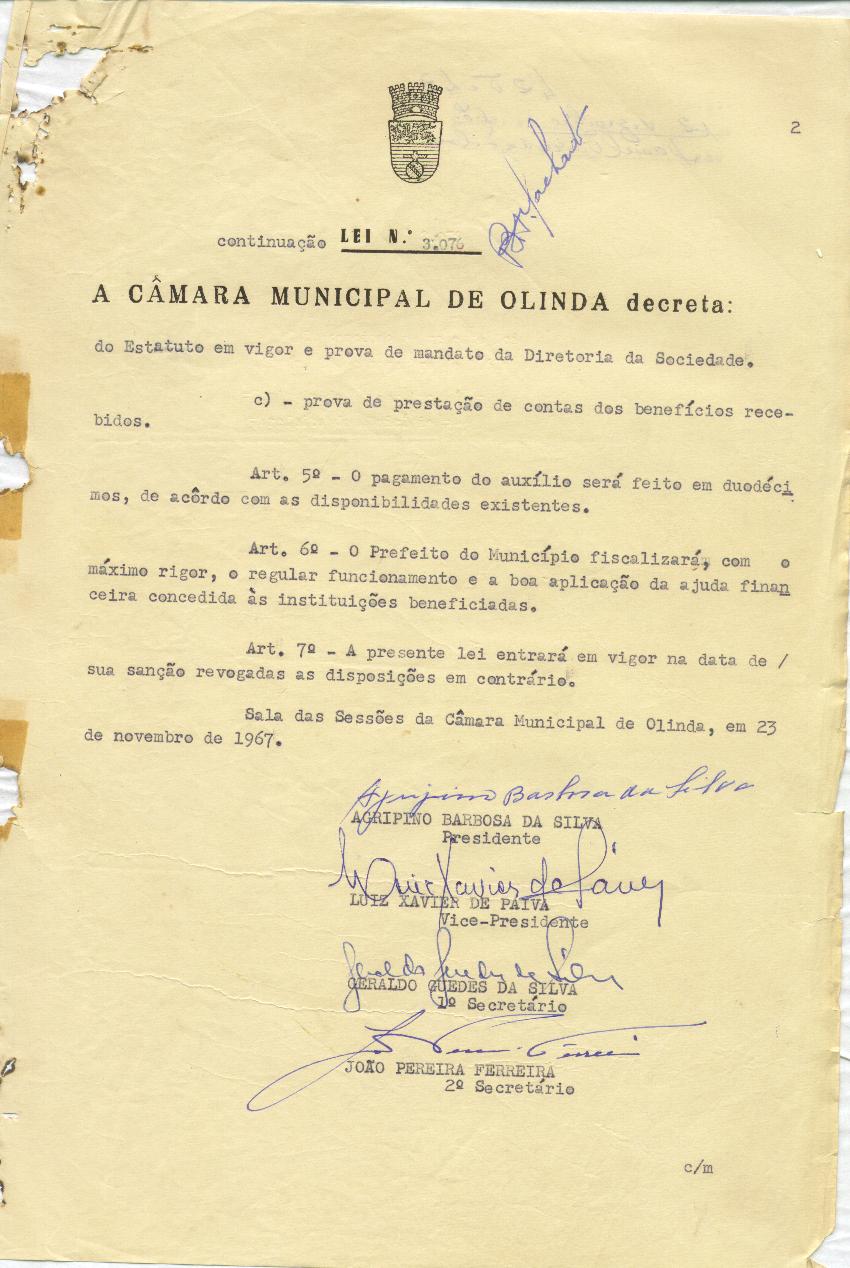 2
continuação LEI N.º 3.076
A CÂMARA MUNICIPAL DE OLINDA decreta:
do Estatuto em vigor e prova de mandato da Diretoria da Sociedade.
c) - prova de prestação de contas dos benefícios rece-
bidos.
Art. 5º - O pagamento do auxílio será feito em duodéci
mos, de acôrdo com as disponibilidades existentes.
Art. 6º - O Prefeito do Município fiscalizará, com o
máximo rigor, o regular funcionamento e a boa aplicação da ajuda finan
ceira concedida às instituições beneficiadas.
Art. 7º - A presente lei entrará em vigor na data de /
sua sanção revogadas as disposições em contrário.
Sala das Sessões da Câmara Municipal de Olinda, em 23
de novembro de 1967.
Agripino Barbosa da Silva
AGRIPINO BARBOSA DA SILVA
Presidente
Luiz Xavier de Paiva
LUIZ XAVIER DE PAIVA
Vice-Presidente
Geraldo Guedes da Silva
GERALDO GUEDES DA SILVA
1º Secretário
JOÃO PEREIRA FERREIRA
2º Secretário
c/m